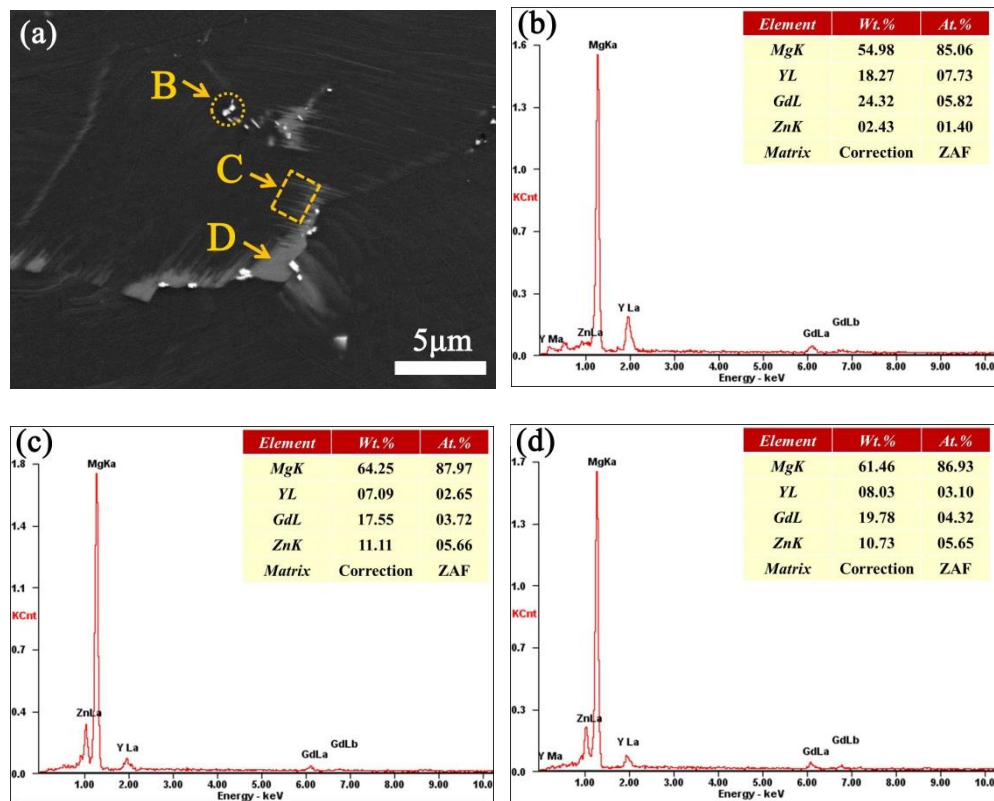 (a)
B
C
D
5μm
(b)
Element Wt.% At.%
MgK 54.98 85.06
YL 18.27 07.73
GdL 24.32 05.82
ZnK 02.43 01.40
Matrix Correction ZAF
1.6
1.3
1.0
0.7
0.3
0.0
KCnt
MgKa
Y Ma
ZnLa
Y La
GdLa
GdLb
1.00 2.00 3.00 4.00 5.00 6.00 7.00 8.00 9.00 10.0
Energy - keV
(c)
Element Wt.% At.%
MgK 64.25 87.97
YL 07.09 02.65
GdL 17.55 03.72
ZnK 11.11 05.66
Matrix Correction ZAF
1.8
1.4
1.1
0.7
0.4
0.0
KCnt
MgKa
ZnLa
Y La
GdLa
GdLb
1.00 2.00 3.00 4.00 5.00 6.00 7.00 8.00 9.00 10.0
Energy - keV
(d)
Element Wt.% At.%
MgK 61.46 86.93
YL 08.03 03.10
GdL 19.78 04.32
ZnK 10.73 05.65
Matrix Correction ZAF
1.7
1.3
1.0
0.7
0.3
0.0
KCnt
MgKa
Y Ma
ZnLa
Y La
GdLa
GdLb
1.00 2.00 3.00 4.00 5.00 6.00 7.00 8.00 9.00 10.0
Energy - keV